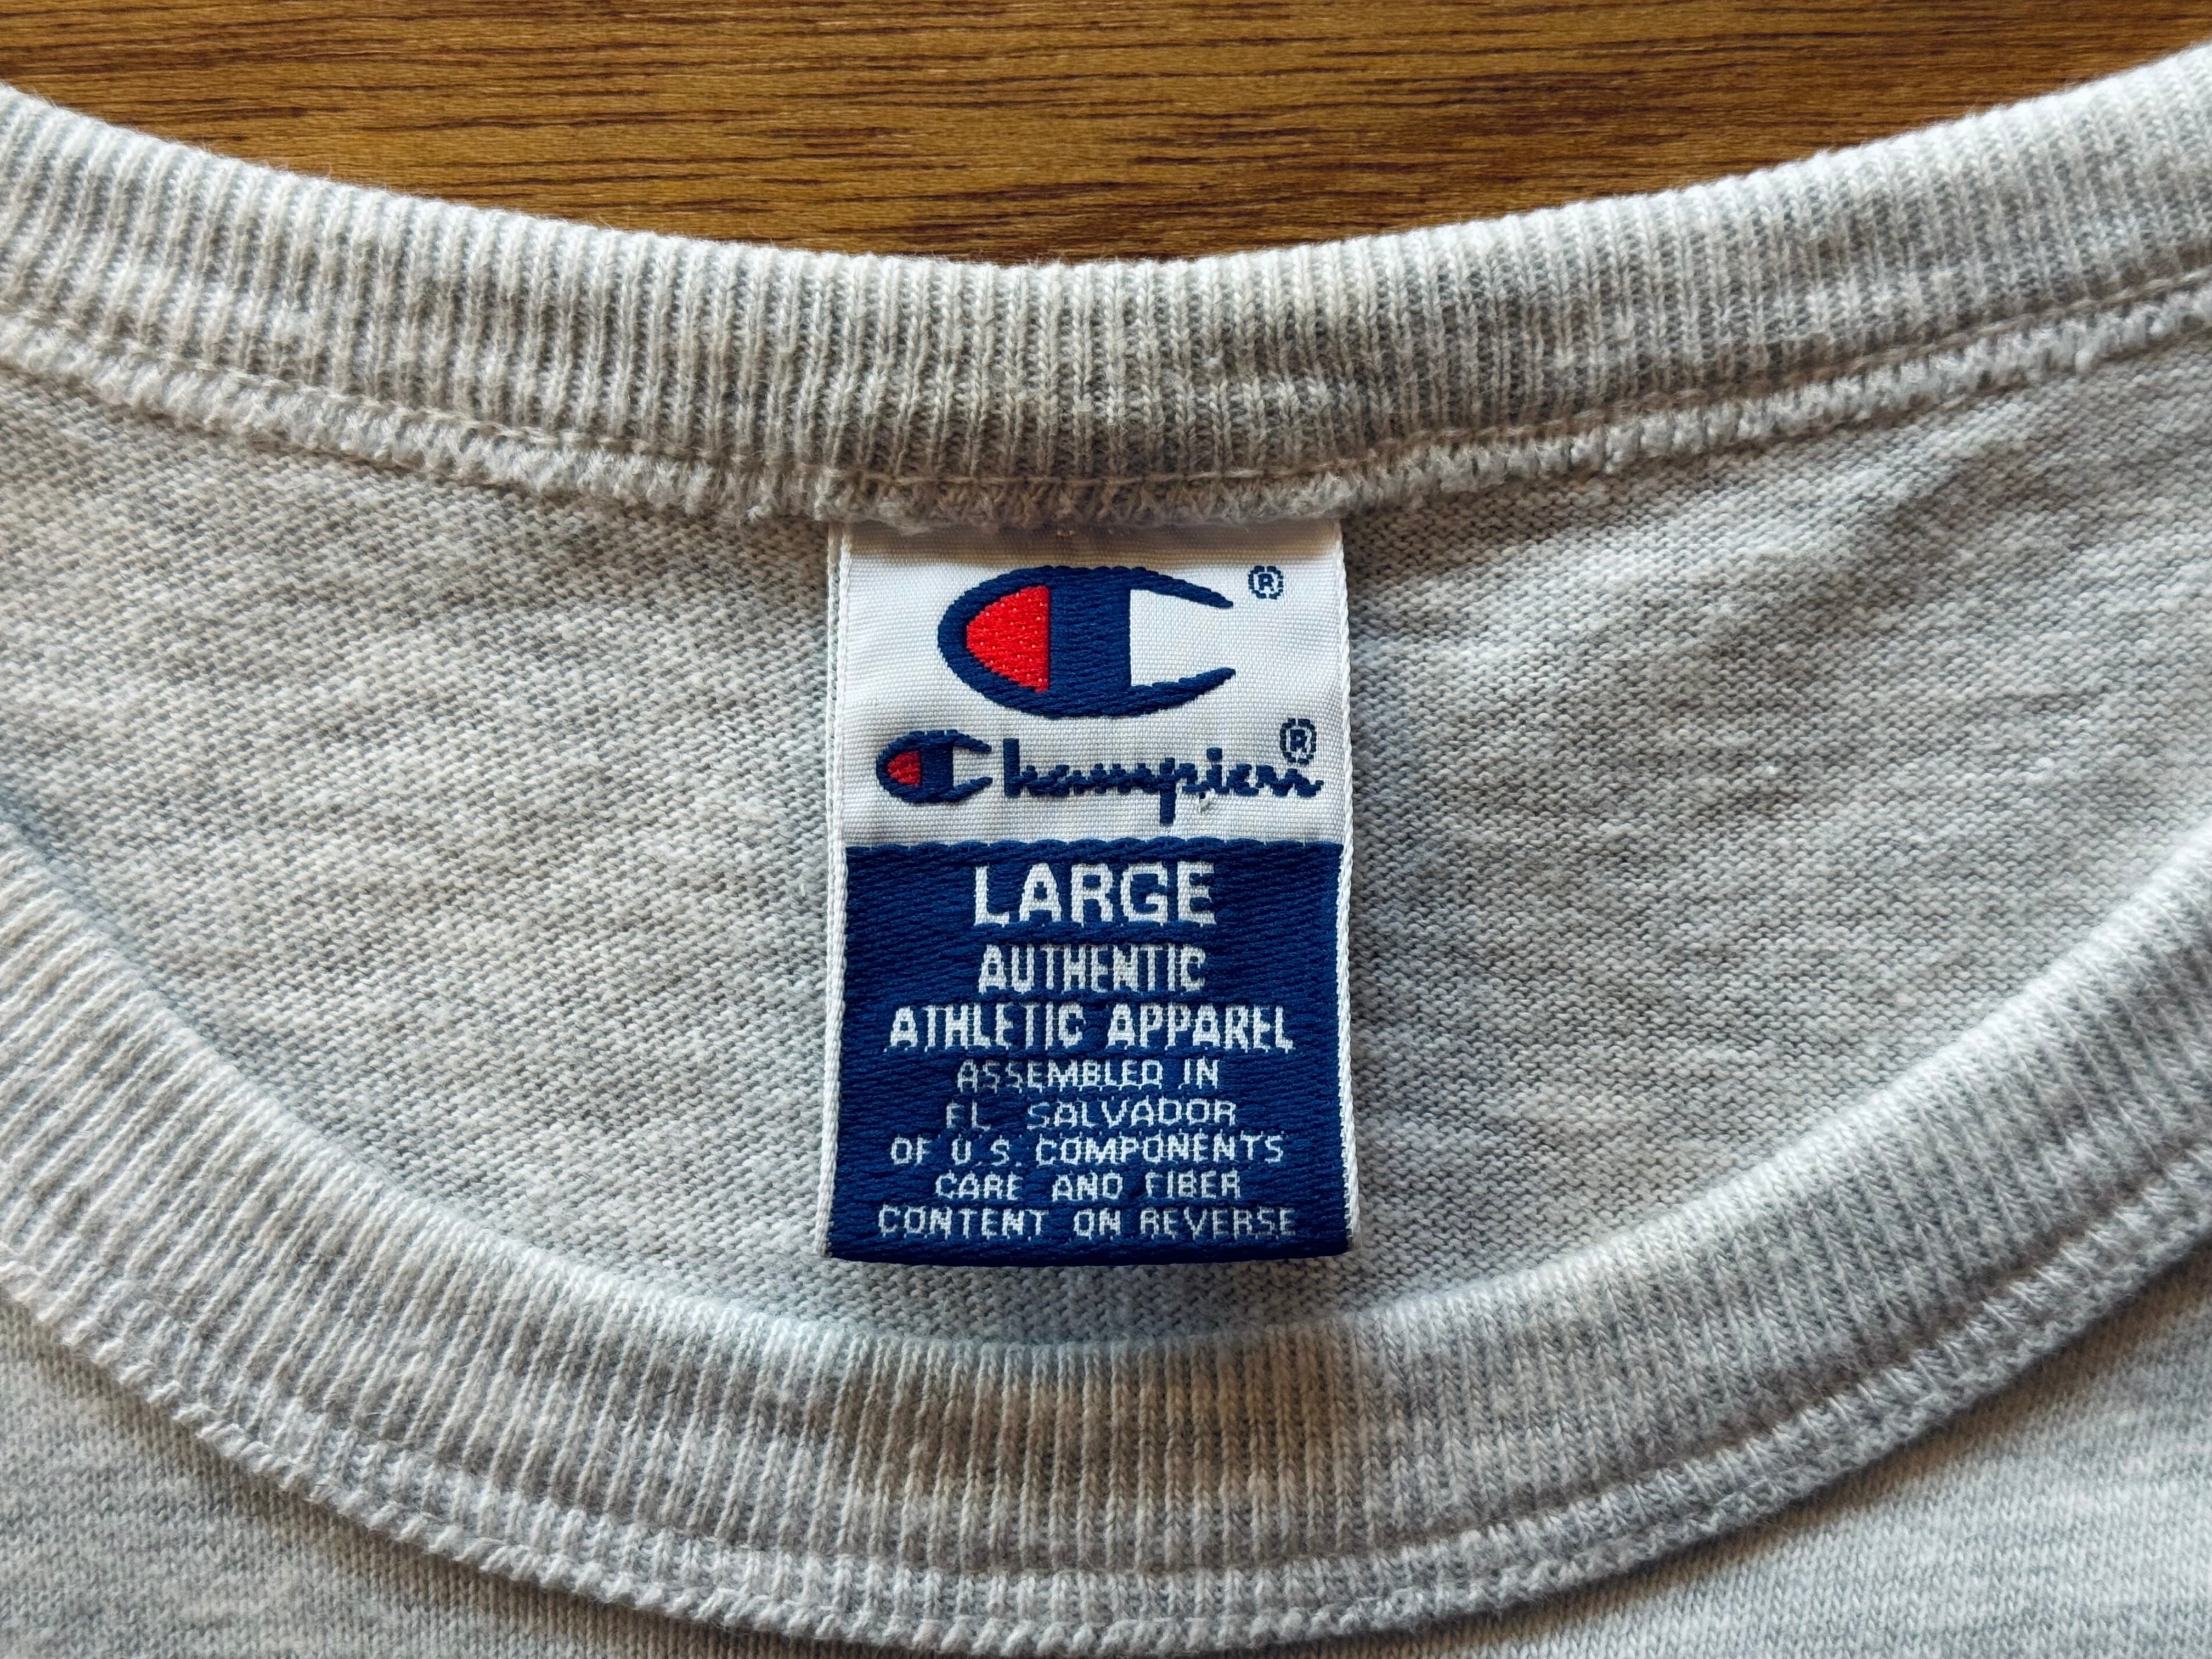 ®
Champion®
LARGE
AUTHENTIC
ATHLETIC APPAREL
ASSEMBLED IN
EL SALVADOR
OF U.S. COMPONENTS
CARE AND FIBER
CONTENT ON REVERSE